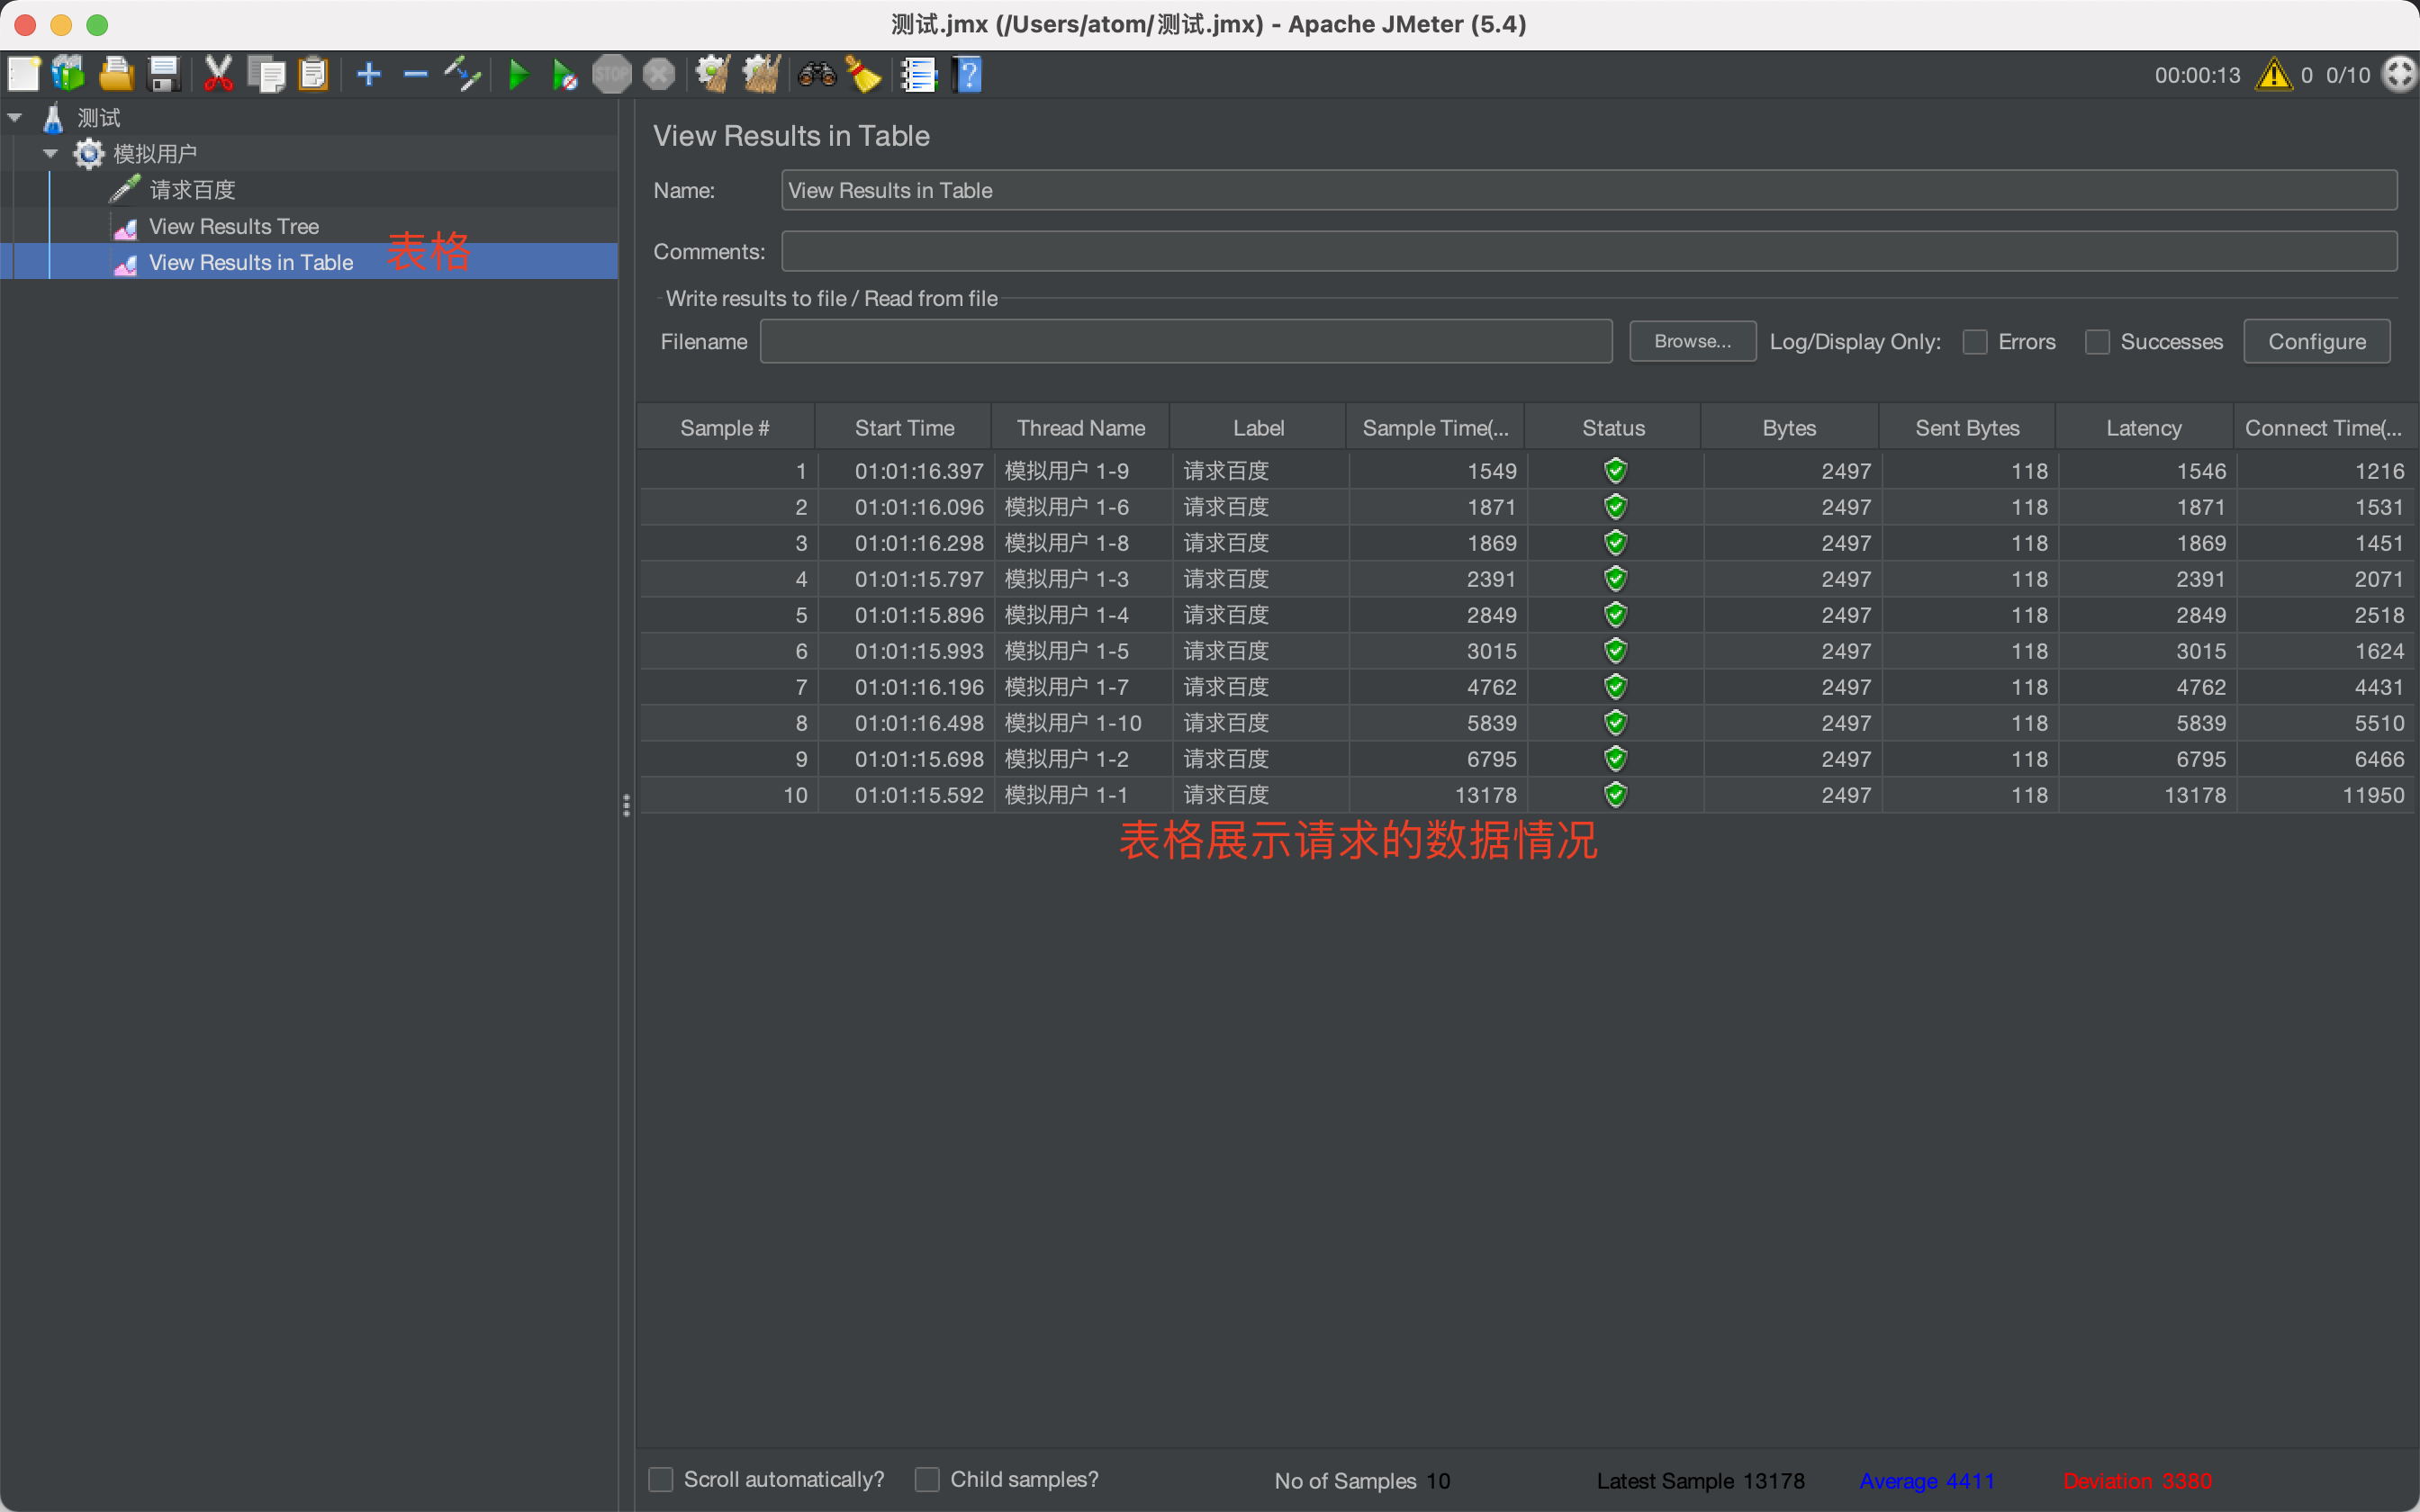 测试.jmx (/Users/atom/测试.jmx) - Apache JMeter (5.4)
STOP
?
00:00:13 0 0/10
测试
模拟用户
请求百度
View Results Tree
View Results in Table
表格
View Results in Table
Name: View Results in Table
Comments:
Write results to file / Read from file
Filename Browse... Log/Display Only: Errors Successes Configure
Sample # Start Time Thread Name Label Sample Time(... Status Bytes Sent Bytes Latency Connect Time(...
1 01:01:16.397 模拟用户 1-9 请求百度 1549 2497 118 1546 1216
2 01:01:16.096 模拟用户 1-6 请求百度 1871 2497 118 1871 1531
3 01:01:16.298 模拟用户 1-8 请求百度 1869 2497 118 1869 1451
4 01:01:15.797 模拟用户 1-3 请求百度 2391 2497 118 2391 2071
5 01:01:15.896 模拟用户 1-4 请求百度 2849 2497 118 2849 2518
6 01:01:15.993 模拟用户 1-5 请求百度 3015 2497 118 3015 1624
7 01:01:16.196 模拟用户 1-7 请求百度 4762 2497 118 4762 4431
8 01:01:16.498 模拟用户 1-10 请求百度 5839 2497 118 5839 5510
9 01:01:15.698 模拟用户 1-2 请求百度 6795 2497 118 6795 6466
10 01:01:15.592 模拟用户 1-1 请求百度 13178 2497 118 13178 11950
表格展示请求的数据情况
Scroll automatically? Child samples? No of Samples 10 Latest Sample 13178 Average 4411 Deviation 3380